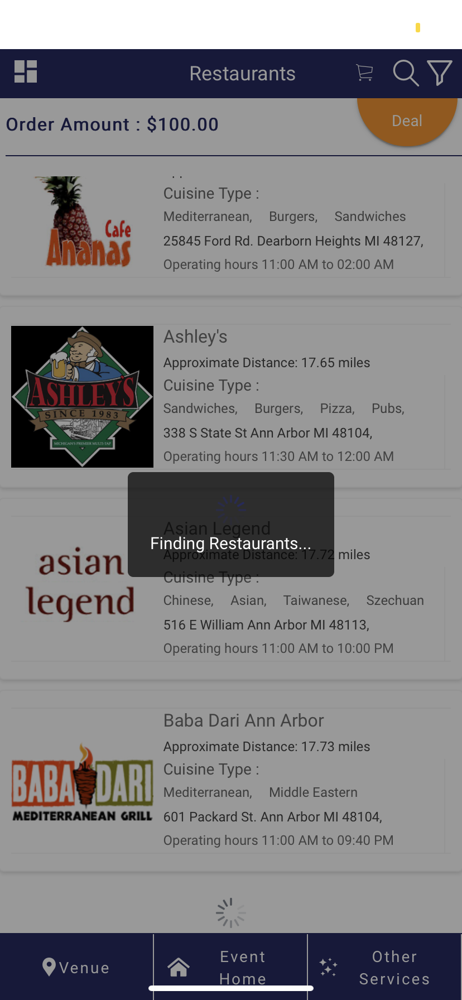 Restaurants
Order Amount : $100.00
Deal
Cafe
Ananas
Cuisine Type :
Mediterranean, Burgers, Sandwiches
25845 Ford Rd. Dearborn Heights MI 48127,
Operating hours 11:00 AM to 02:00 AM
ASHLEY'S
SINCE 1983
MICHIGAN'S PREMIER MULTI-TAP
Ashley's
Approximate Distance: 17.65 miles
Cuisine Type :
Sandwiches, Burgers, Pizza, Pubs,
338 S State St Ann Arbor MI 48104,
Operating hours 11:30 AM to 12:00 AM
asian
legend
Asian Legend
Finding Restaurants...
Approximate Distance: 17.72 miles
Cuisine Type :
Chinese, Asian, Taiwanese, Szechuan
516 E William Ann Arbor MI 48113,
Operating hours 11:00 AM to 10:00 PM
BABA DARI
MEDITERRANEAN GRILL
Baba Dari Ann Arbor
Approximate Distance: 17.73 miles
Cuisine Type :
Mediterranean, Middle Eastern
601 Packard St. Ann Arbor MI 48104,
Operating hours 11:00 AM to 09:40 PM
Venue
Event
Home
Other
Services